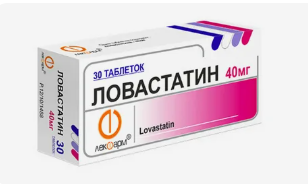 30 ТАБЛЕТОК
ЛОВАСТАТИН 40мг
Lovastatin
лекфарм®
ЛОВАСТАТИН
40мг
30